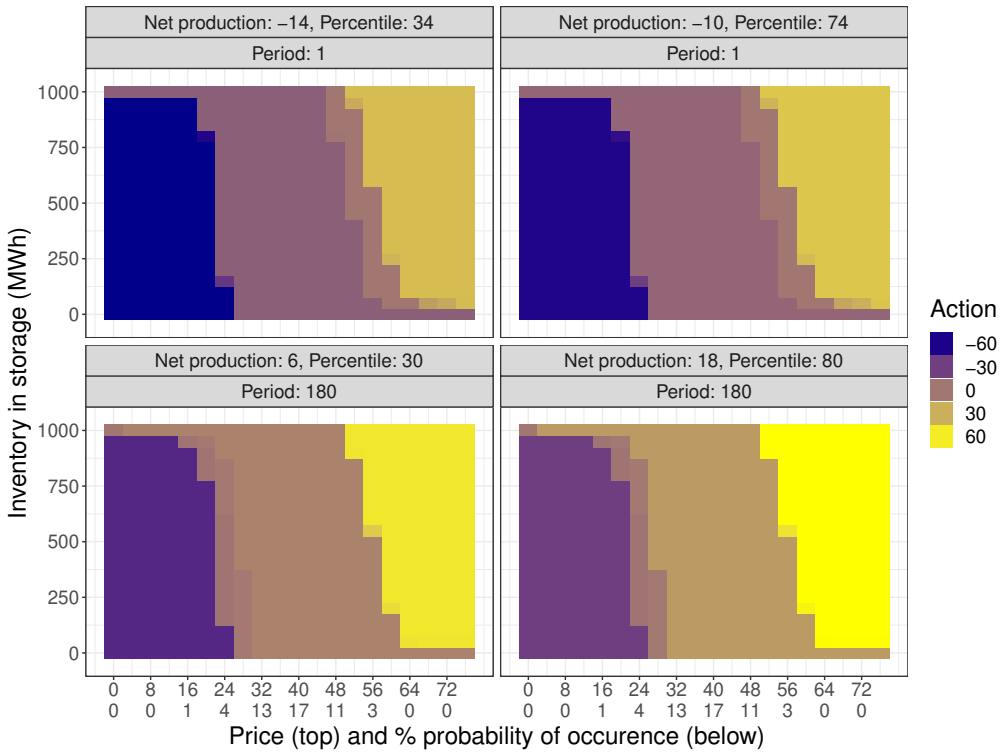 Net production: −14, Percentile: 34
Net production: −10, Percentile: 74
Period: 1
Period: 1
1000
750
500
250
0
Net production: 6, Percentile: 30
Net production: 18, Percentile: 80
Period: 180
Period: 180
1000
750
500
250
0
0 8 16 24 32 40 48 56 64 72
0 0 1 4 13 17 11 3 0 0
0 8 16 24 32 40 48 56 64 72
0 0 1 4 13 17 11 3 0 0
Price (top) and % probability of occurence (below)
Inventory in storage (MWh)
Action
−60
−30
0
30
60